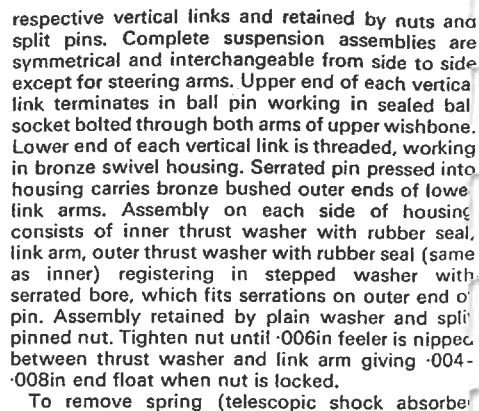 respective vertical links and retained by nuts and
split pins. Complete suspension assemblies are
symmetrical and interchangeable from side to side
except for steering arms. Upper end of each vertica
link terminates in ball pin working in sealed bal
socket bolted through both arms of upper wishbone.
Lower end of each vertical link is threaded, working
in bronze swivel housing. Serrated pin pressed into
housing carries bronze bushed outer ends of lowe
link arms. Assembly on each side of housing
consists of inner thrust washer with rubber seal,
link arm, outer thrust washer with rubber seal (same
as inner) registering in stepped washer with
serrated bore, which fits serrations on outer end o
pin. Assembly retained by plain washer and spli
pinned nut. Tighten nut until ·006in feeler is nipped
between thrust washer and link arm giving ·004-
·008in end float when nut is locked.
To remove spring (telescopic shock absorbe